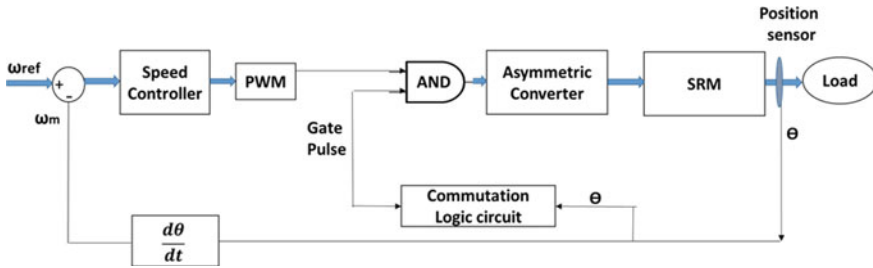 Position
sensor
ωref
+
-
ωm
Speed
Controller
PWM
AND
Asymmetric
Converter
SRM
Load
Gate
Pulse
Commutation
Logic circuit
ϴ
ϴ
dθ
dt